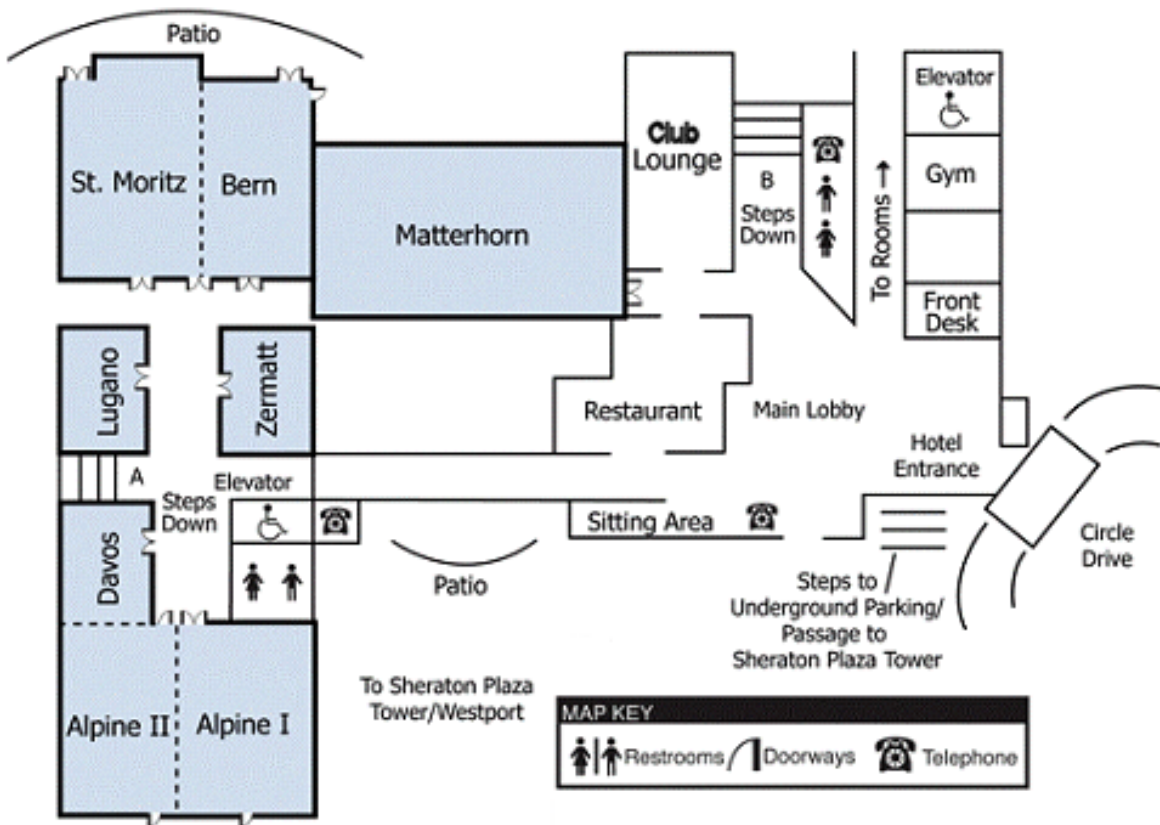 Patio
St. Moritz
Bern
Matterhorn
Club
Lounge
B
Steps
Down
To Rooms →
Elevator
Gym
Front
Desk
Lugano
Zermatt
Restaurant
Main Lobby
Hotel
Entrance
A
Steps
Down
Elevator
Davos
Sitting Area
Patio
Circle
Drive
Steps to
Underground Parking/
Passage to
Sheraton Plaza Tower
Alpine II
Alpine I
To Sheraton Plaza
Tower/Westport
MAP KEY
Restrooms
Doorways
Telephone